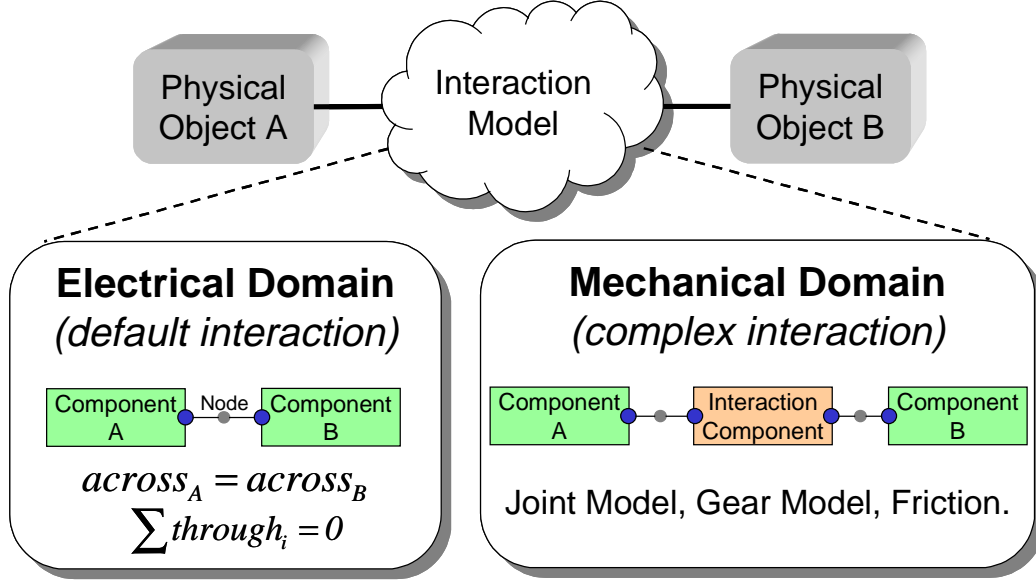 Physical
Object A
Interaction
Model
Physical
Object B
Electrical Domain
(default interaction)
Component
A
Node
Component
B
across_A = across_B
∑ through_i = 0
Mechanical Domain
(complex interaction)
Component
A
Interaction
Component
Component
B
Joint Model, Gear Model, Friction.